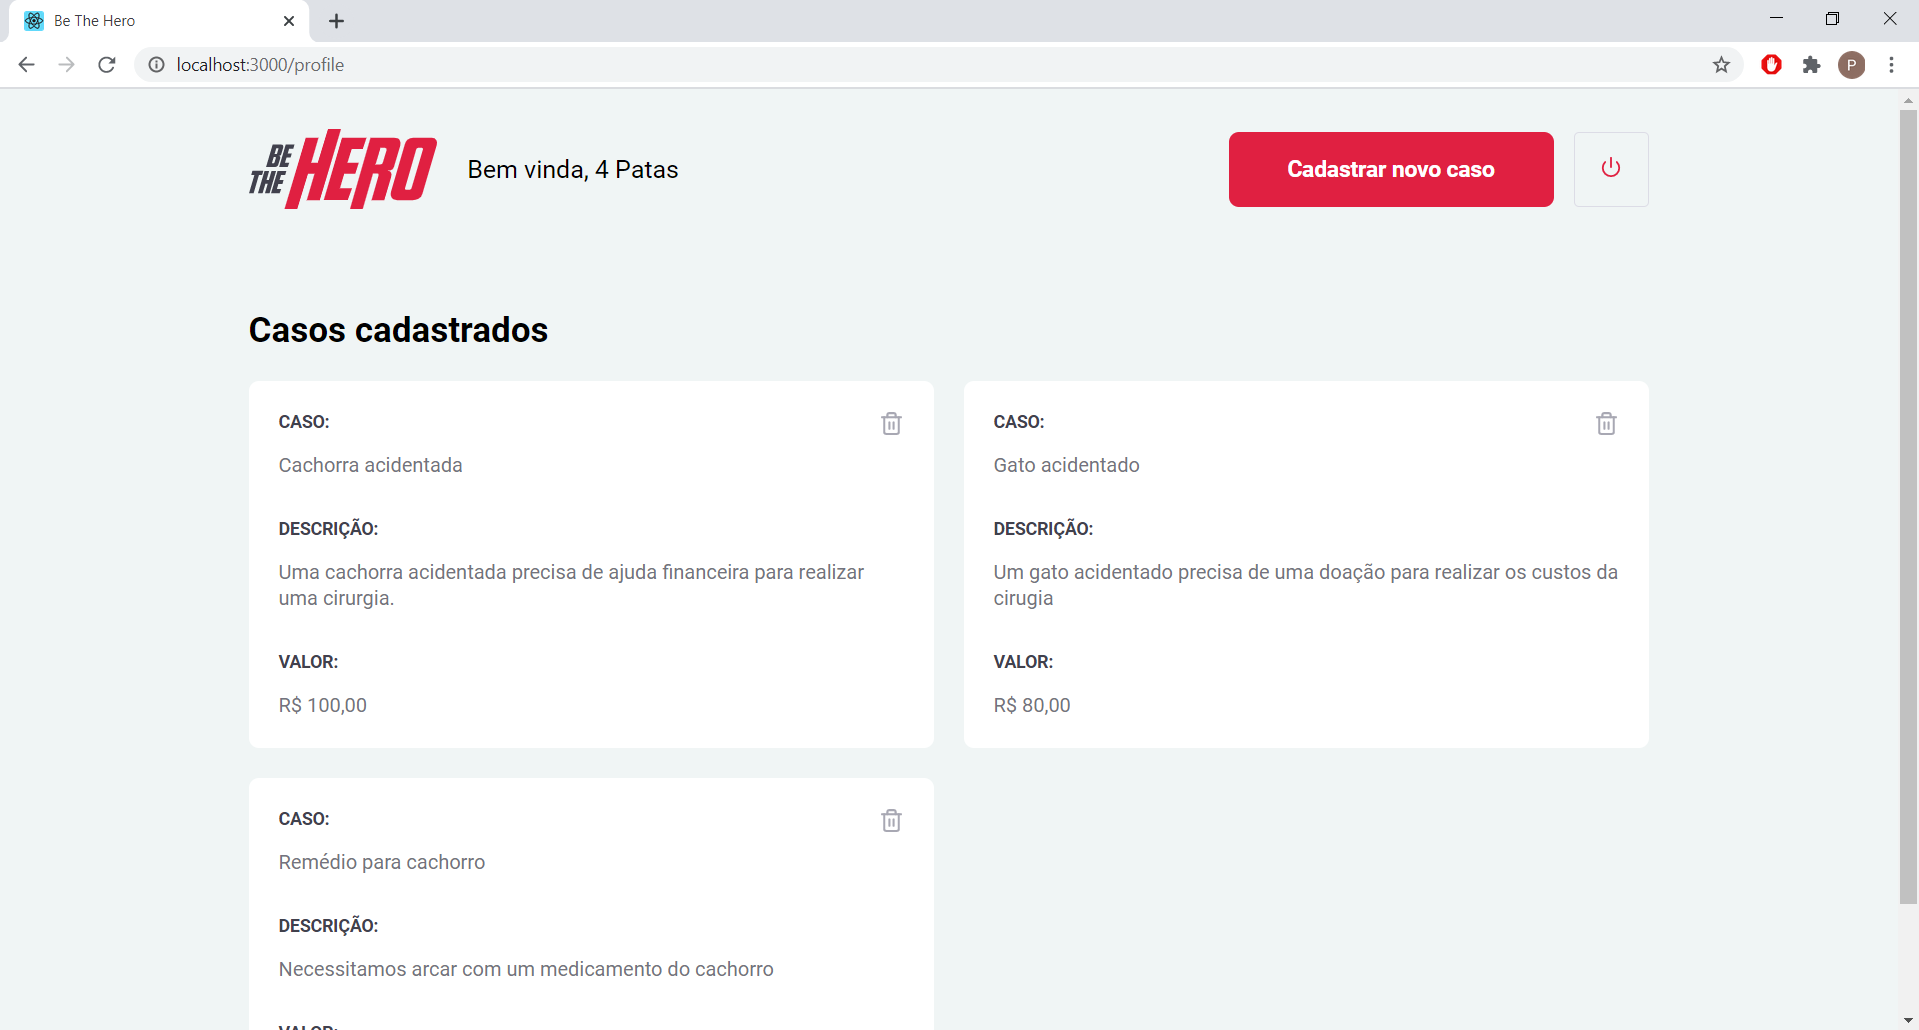 Be The Hero
localhost:3000/profile
P
BE
THE
HERO
Bem vinda, 4 Patas
Cadastrar novo caso
Casos cadastrados
CASO:
Cachorra acidentada
DESCRIÇÃO:
Uma cachorra acidentada precisa de ajuda financeira para realizar
uma cirurgia.
VALOR:
R$ 100,00
CASO:
Gato acidentado
DESCRIÇÃO:
Um gato acidentado precisa de uma doação para realizar os custos da
cirugia
VALOR:
R$ 80,00
CASO:
Remédio para cachorro
DESCRIÇÃO:
Necessitamos arcar com um medicamento do cachorro
VALOR: